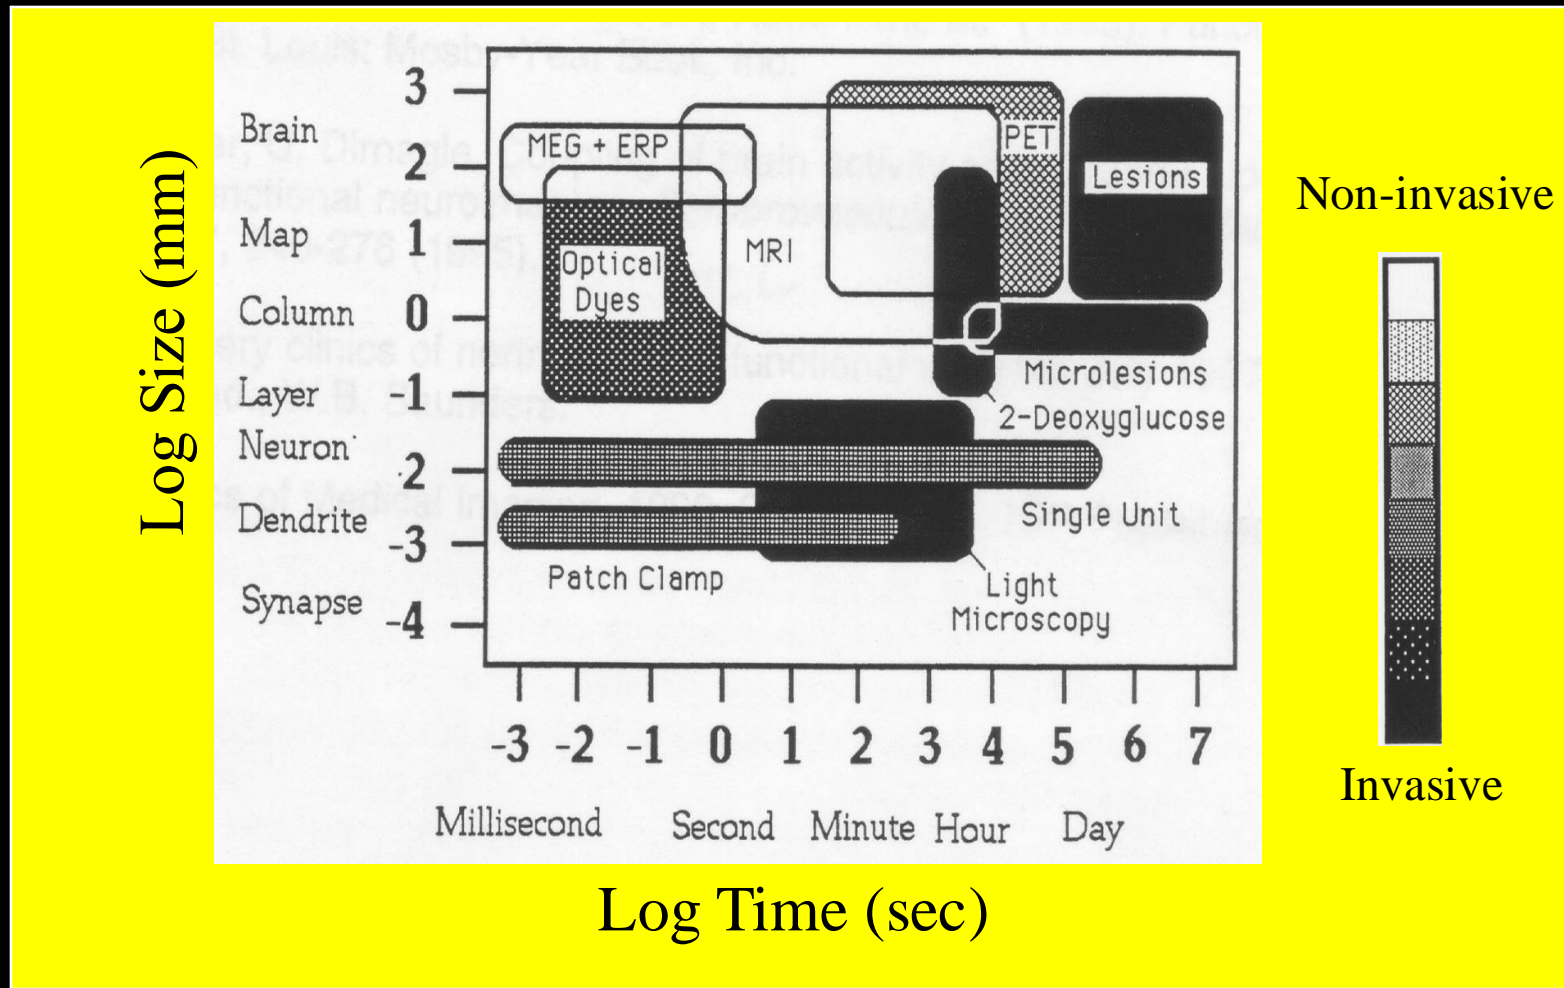 3
Brain
MEG + ERP
PET
2
Lesions
Non-invasive
Map
1
MRI
Optical
Dyes
Column
0
Log Size (mm)
Microlesions
Layer
-1
2-Deoxyglucose
Neuron
.2
Single Unit
Dendrite
-3
Patch Clamp
Light
Microscopy
Synapse
-4
-3 -2 -1 0 1 2 3 4 5 6 7
Invasive
Millisecond Second Minute Hour Day
Log Time (sec)